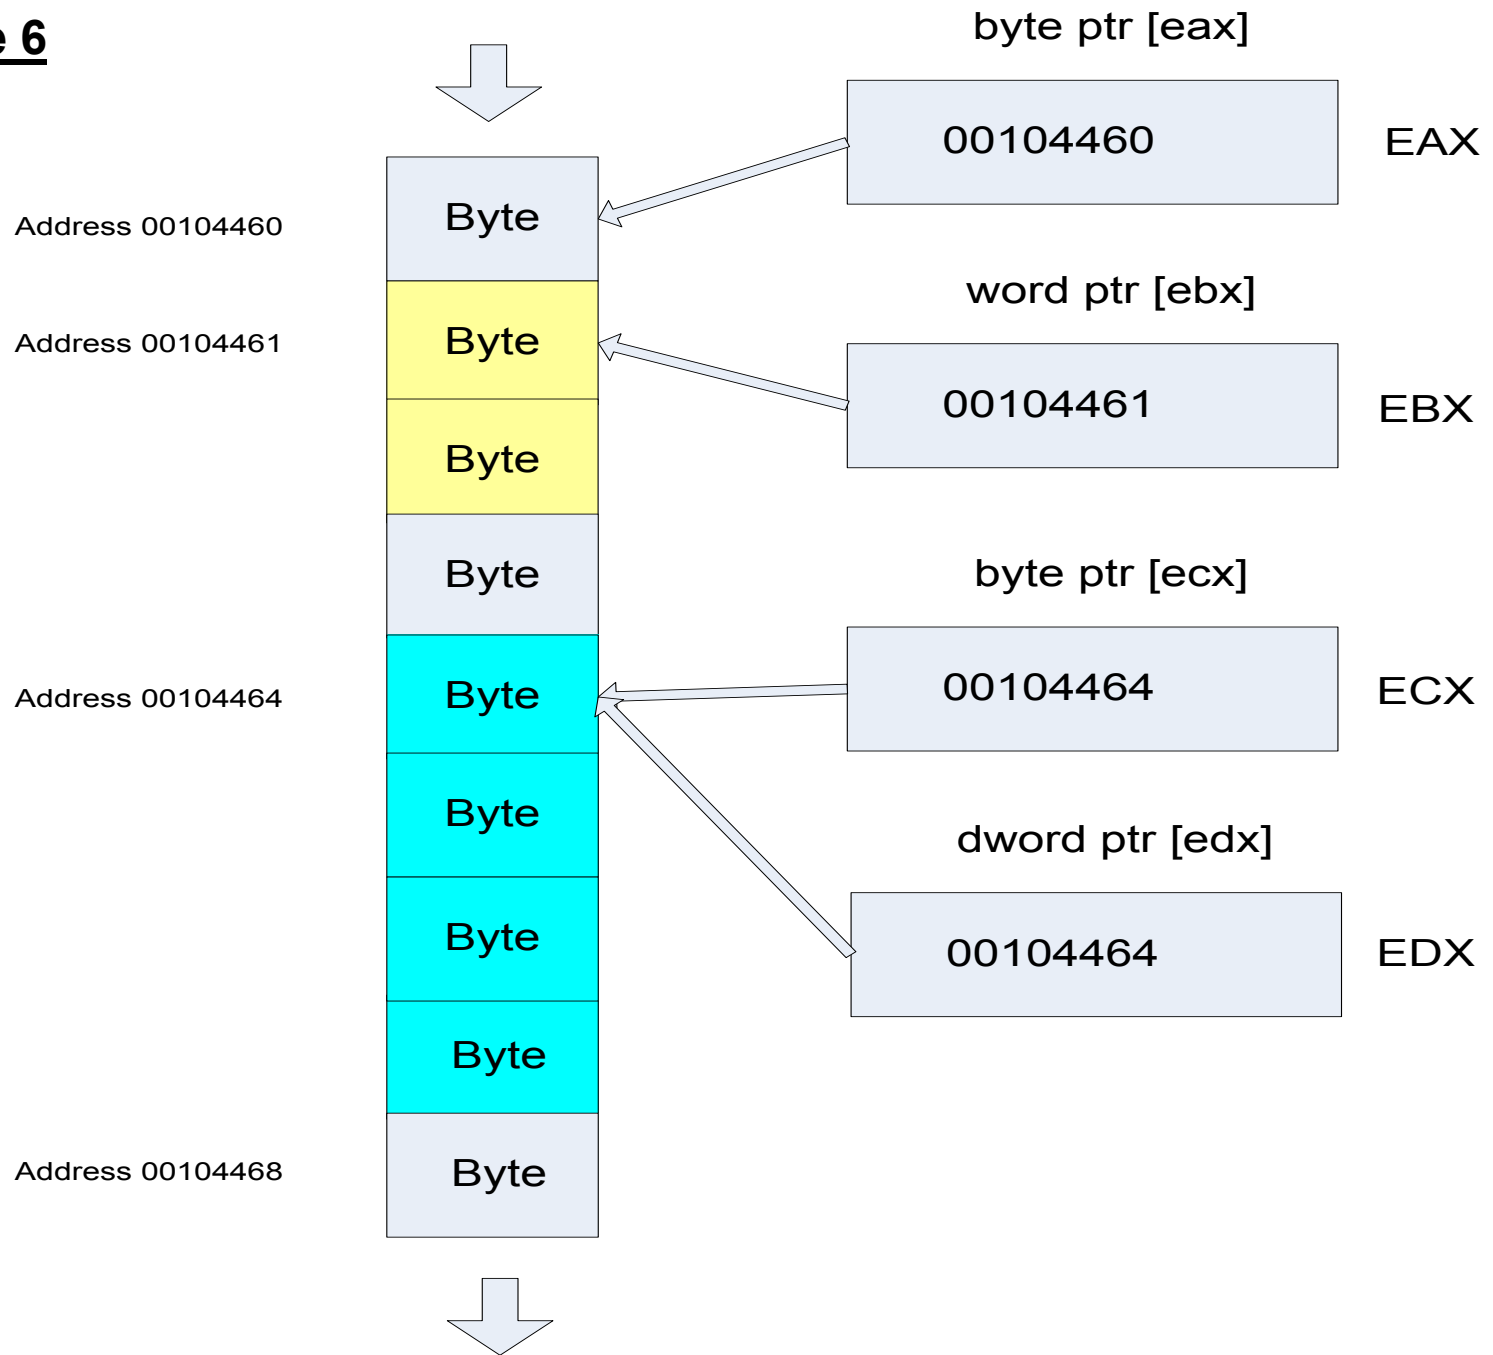 e 6
byte ptr [eax]
00104460
EAX
Address 00104460
Byte
word ptr [ebx]
Address 00104461
Byte
00104461
EBX
Byte
byte ptr [ecx]
Byte
00104464
ECX
Address 00104464
Byte
Byte
dword ptr [edx]
Byte
00104464
EDX
Byte
Address 00104468
Byte